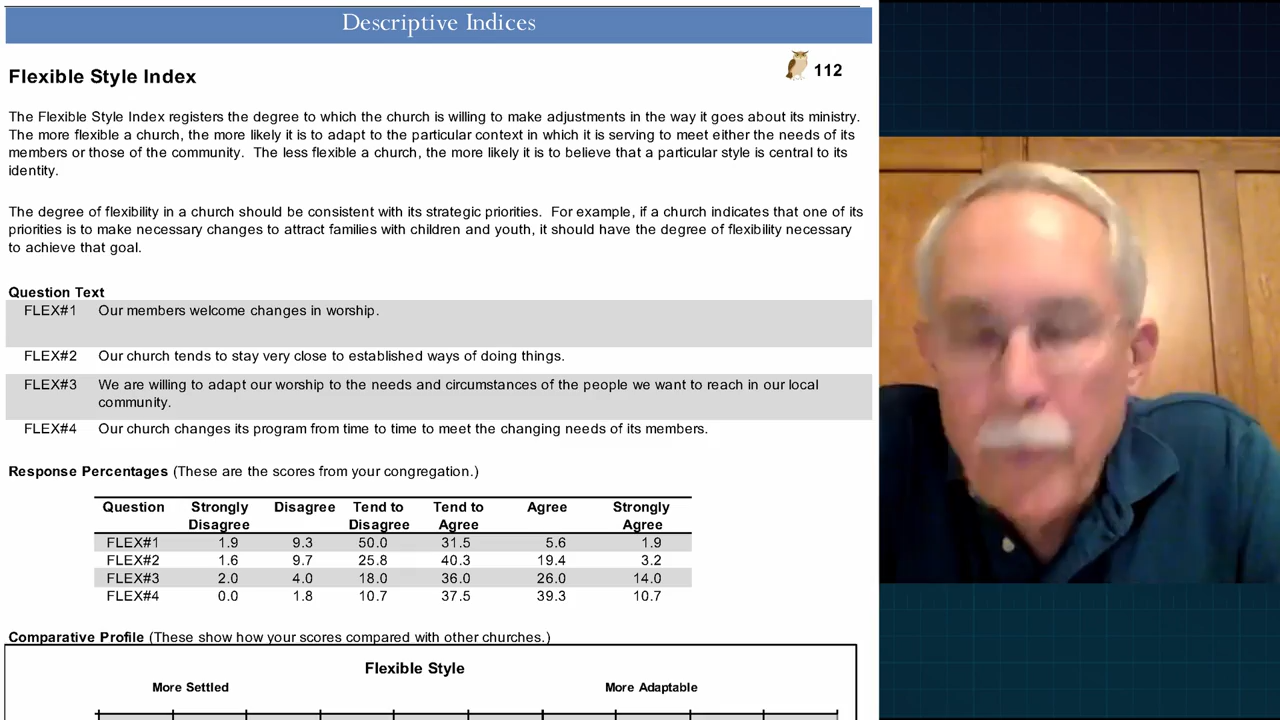 Descriptive Indices
112
Flexible Style Index
The Flexible Style Index registers the degree to which the church is willing to make adjustments in the way it goes about its ministry.
The more flexible a church, the more likely it is to adapt to the particular context in which it is serving to meet either the needs of its
members or those of the community.  The less flexible a church, the more likely it is to believe that a particular style is central to its
identity.
The degree of flexibility in a church should be consistent with its strategic priorities.  For example, if a church indicates that one of its
priorities is to make necessary changes to attract families with children and youth, it should have the degree of flexibility necessary
to achieve that goal.
Question Text
FLEX#1 Our members welcome changes in worship.
FLEX#2 Our church tends to stay very close to established ways of doing things.
FLEX#3 We are willing to adapt our worship to the needs and circumstances of the people we want to reach in our local
community.
FLEX#4 Our church changes its program from time to time to meet the changing needs of its members.
Response Percentages (These are the scores from your congregation.)
Question Strongly Disagree Tend to Tend to Agree Strongly
Disagree Disagree Agree Agree
FLEX#1 1.9 9.3 50.0 31.5 5.6 1.9
FLEX#2 1.6 9.7 25.8 40.3 19.4 3.2
FLEX#3 2.0 4.0 18.0 36.0 26.0 14.0
FLEX#4 0.0 1.8 10.7 37.5 39.3 10.7
Comparative Profile (These show how your scores compared with other churches.)
Flexible Style
More Settled More Adaptable